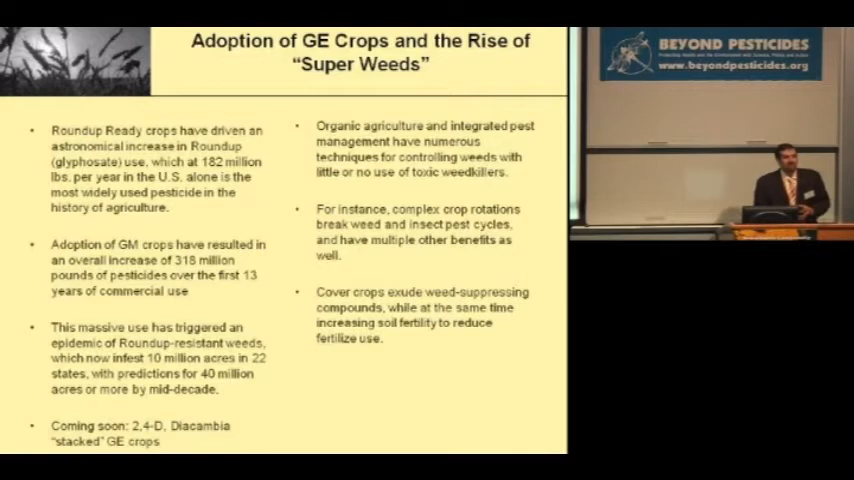 Adoption of GE Crops and the Rise of
“Super Weeds”
• Roundup Ready crops have driven an
astronomical increase in Roundup
(glyphosate) use, which at 182 million
lbs. per year in the U.S. alone is the
most widely used pesticide in the
history of agriculture.
• Adoption of GM crops have resulted in
an overall increase of 318 million
pounds of pesticides over the first 13
years of commercial use
• This massive use has triggered an
epidemic of Roundup-resistant weeds,
which now infest 10 million acres in 22
states, with predictions for 40 million
acres or more by mid-decade.
• Coming soon: 2,4-D, Diacambia
“stacked” GE crops
• Organic agriculture and integrated pest
management have numerous
techniques for controlling weeds with
little or no use of toxic weedkillers.
• For instance, complex crop rotations
break weed and insect pest cycles,
and have multiple other benefits as
well.
• Cover crops exude weed-suppressing
compounds, while at the same time
increasing soil fertility to reduce
fertilize use.
BEYOND PESTICIDES
www.beyondpesticides.org